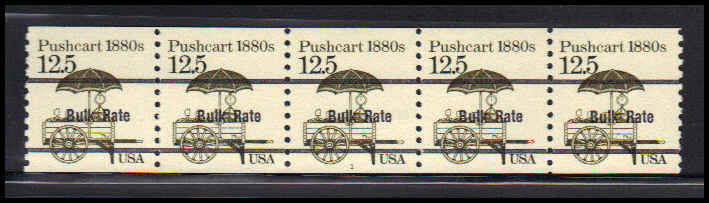 Pushcart 1880s Pushcart 1880s Pushcart 1880s Pushcart 1880s Pushcart 1880s
12.5 12.5 12.5 12.5 12.5
Bulk Rate Bulk Rate Bulk Rate Bulk Rate Bulk Rate
USA USA USA USA USA
1